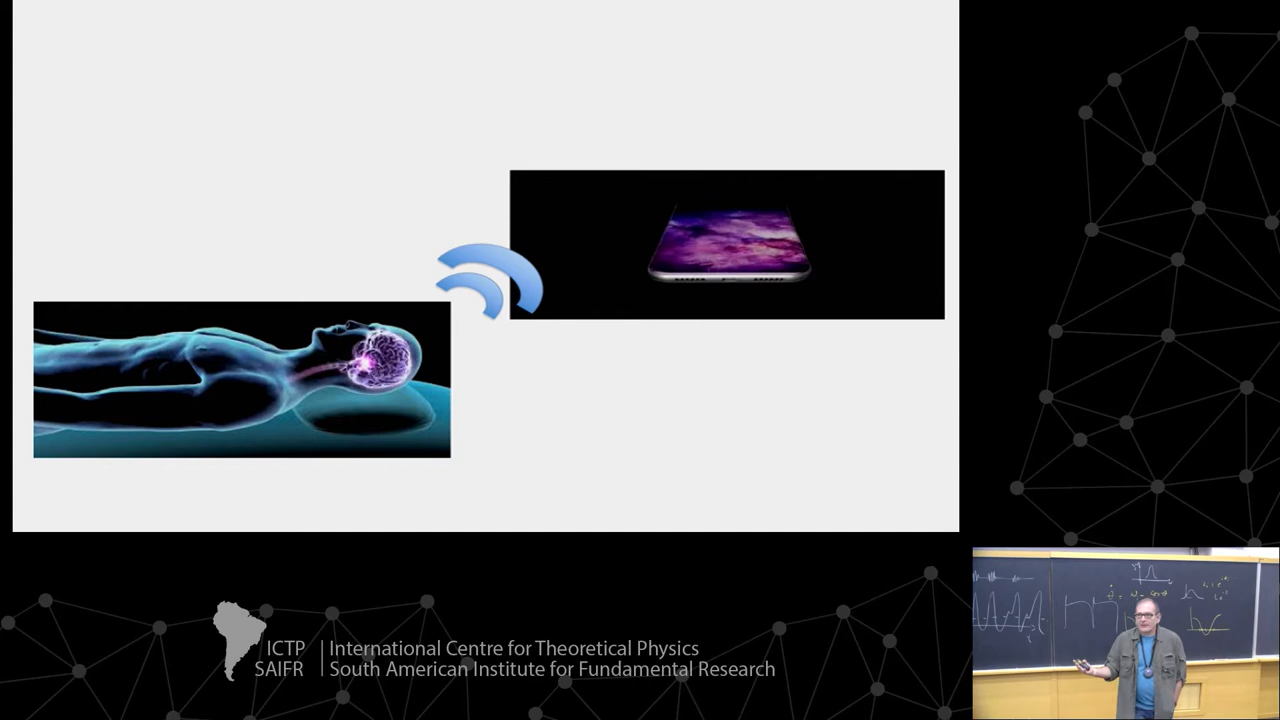 ICTP
SAIFR
International Centre for Theoretical Physics
South American Institute for Fundamental Research